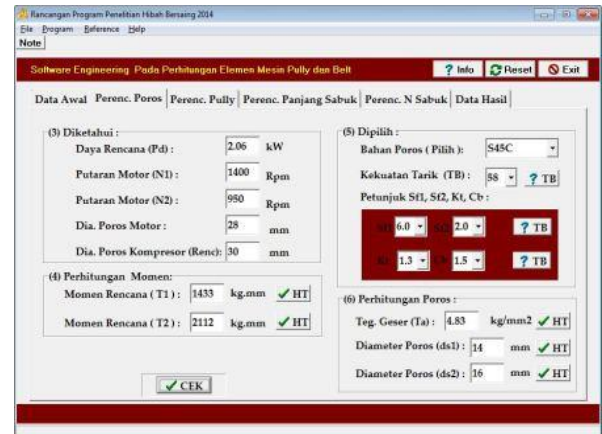 Rancangan Program Penelitian Hibah Bersaing 2014
File Program Reference Help
Note
Software Engineering Pada Perhitungan Elemen Mesin Pully dan Belt
? Info Reset Exit
Data Awal Perenc. Poros Perenc. Pully Perenc. Panjang Sabuk Perenc. N Sabuk Data Hasil
(3) Diketahui :
Daya Rencana (Pd) : 2.06 kW
Putaran Motor (N1) : 1400 Rpm
Putaran Motor (N2) : 950 Rpm
Dia. Poros Motor : 28 mm
Dia. Poros Kompresor (Renc): 30 mm
(4) Perhitungan Momen:
Momen Rencana ( T1 ) : 1433 kg.mm HT
Momen Rencana ( T2 ) : 2112 kg.mm HT
CEK
(5) Dipilih :
Bahan Poros ( Pilih ): S45C
Kekuatan Tarik (TB) : 58 ? TB
Petunjuk Sf1, Sf2, Kt, Cb :
Sf1 6.0 Sf2 2.0 ? TB
Kt 1.3 Cb 1.5 ? TB
(6) Perhitungan Poros :
Teg. Geser (Ta) : 4.83 kg/mm2 HT
Diameter Poros (ds1) : 14 mm HT
Diameter Poros (ds2) : 16 mm HT